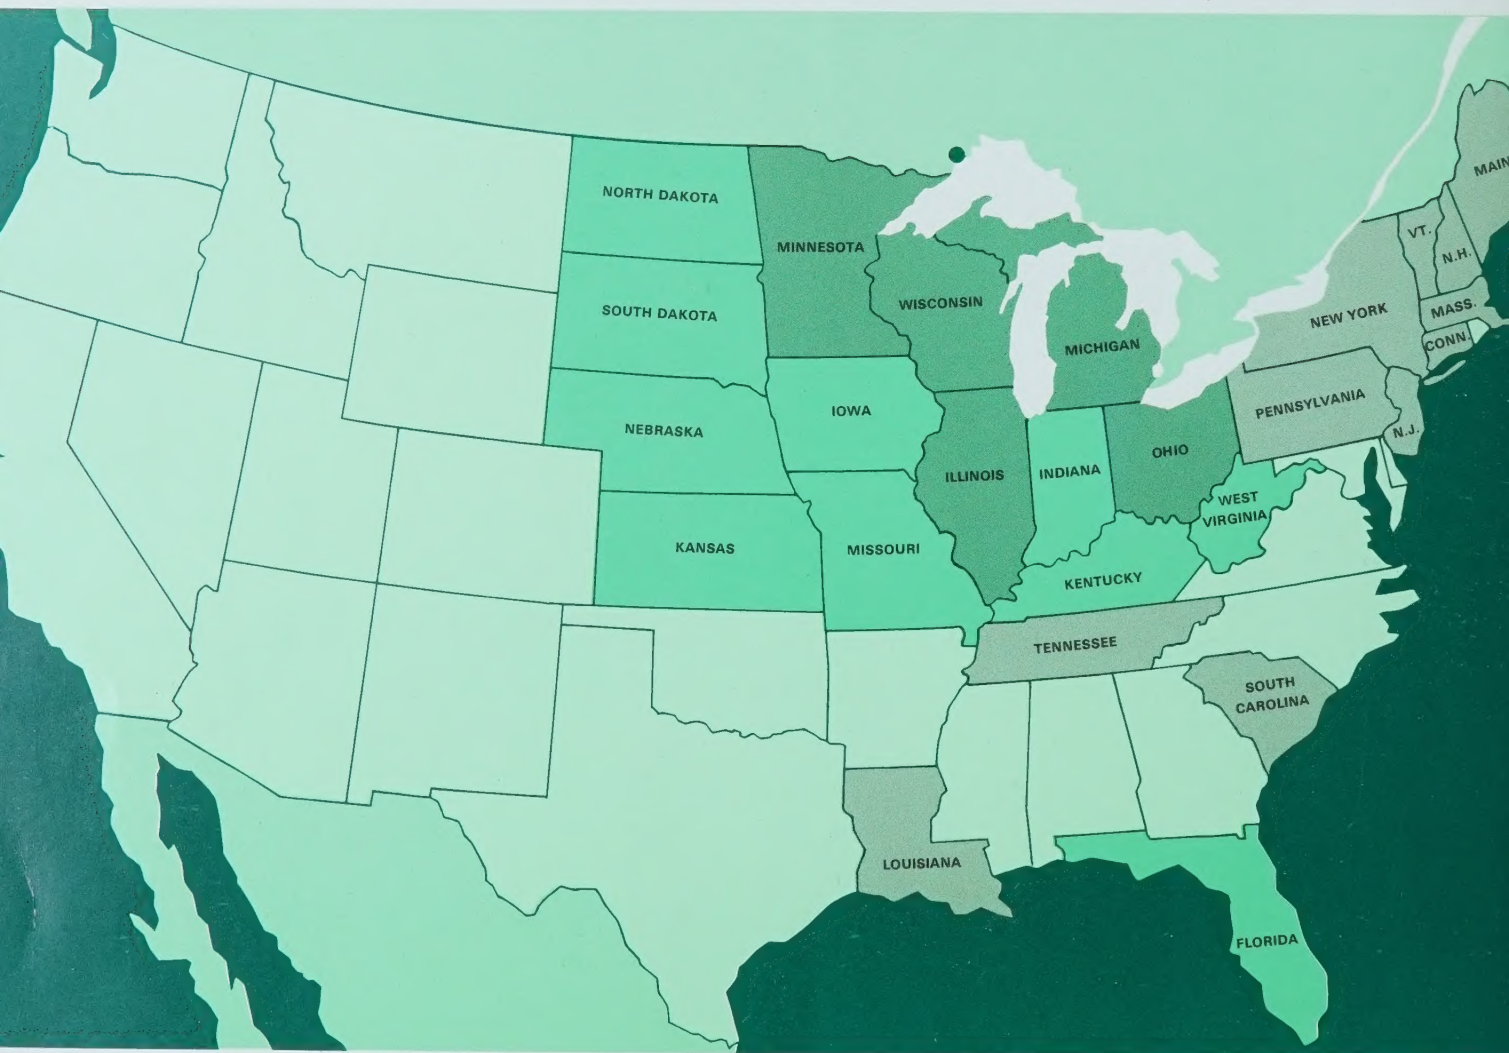 NORTH DAKOTA
MINNESOTA
SOUTH DAKOTA
WISCONSIN
MICHIGAN
NEBRASKA
IOWA
ILLINOIS
INDIANA
OHIO
KANSAS
MISSOURI
KENTUCKY
WEST
VIRGINIA
TENNESSEE
SOUTH
CAROLINA
LOUISIANA
FLORIDA
MAIN
VT.
N.H.
NEW YORK
MASS.
CONN.
PENNSYLVANIA
N.J.